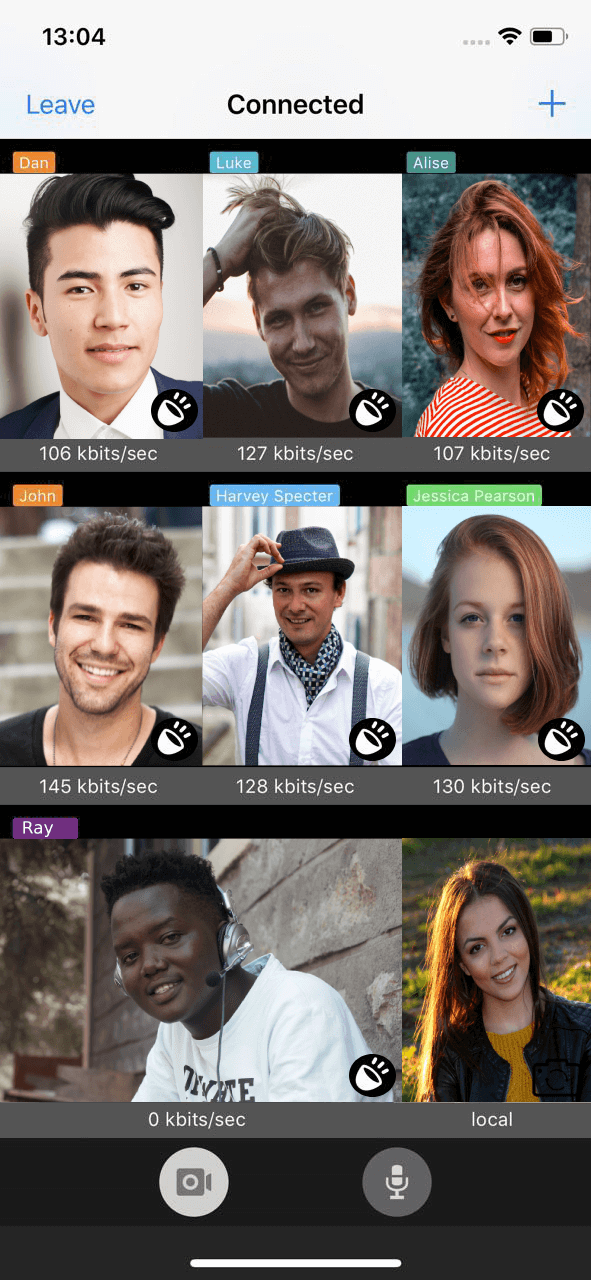 13:04
Leave
Connected
Dan
Luke
Alise
106 kbits/sec
127 kbits/sec
107 kbits/sec
John
Harvey Specter
Jessica Pearson
145 kbits/sec
128 kbits/sec
130 kbits/sec
Ray
0 kbits/sec
local